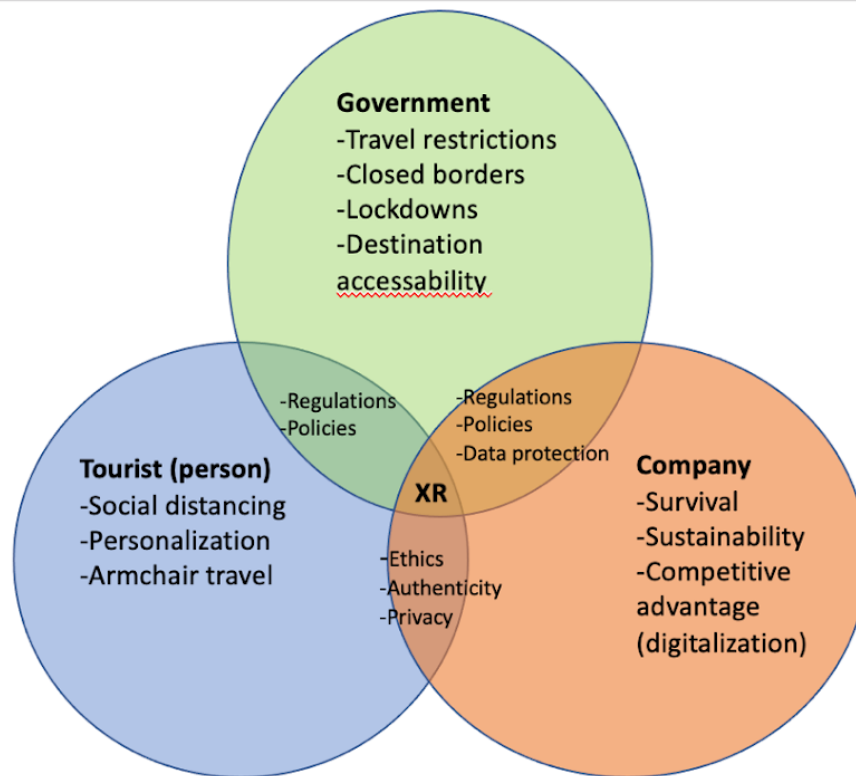 Government
-Travel restrictions
-Closed borders
-Lockdowns
-Destination
accessability
-Regulations
-Policies
-Regulations
-Policies
-Data protection
Tourist (person)
-Social distancing
-Personalization
-Armchair travel
XR
Company
-Survival
-Sustainability
-Competitive
advantage
(digitalization)
-Ethics
-Authenticity
-Privacy